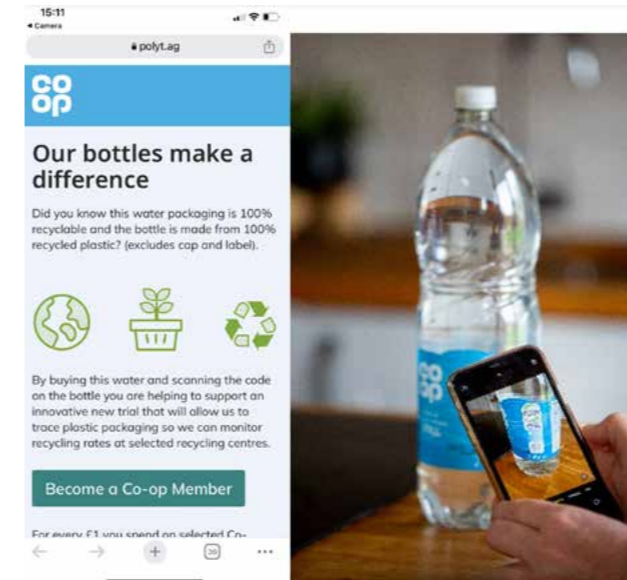 15:11
◀ Camera
polyt.ag
CO
OP
Our bottles make a
difference
Did you know this water packaging is 100%
recyclable and the bottle is made from 100%
recycled plastic? (excludes cap and label).
By buying this water and scanning the code
on the bottle you are helping to support an
innovative new trial that will allow us to
trace plastic packaging so we can monitor
recycling rates at selected recycling centres.
Become a Co-op Member
For every £1 you spend on selected Co-
CO
OP